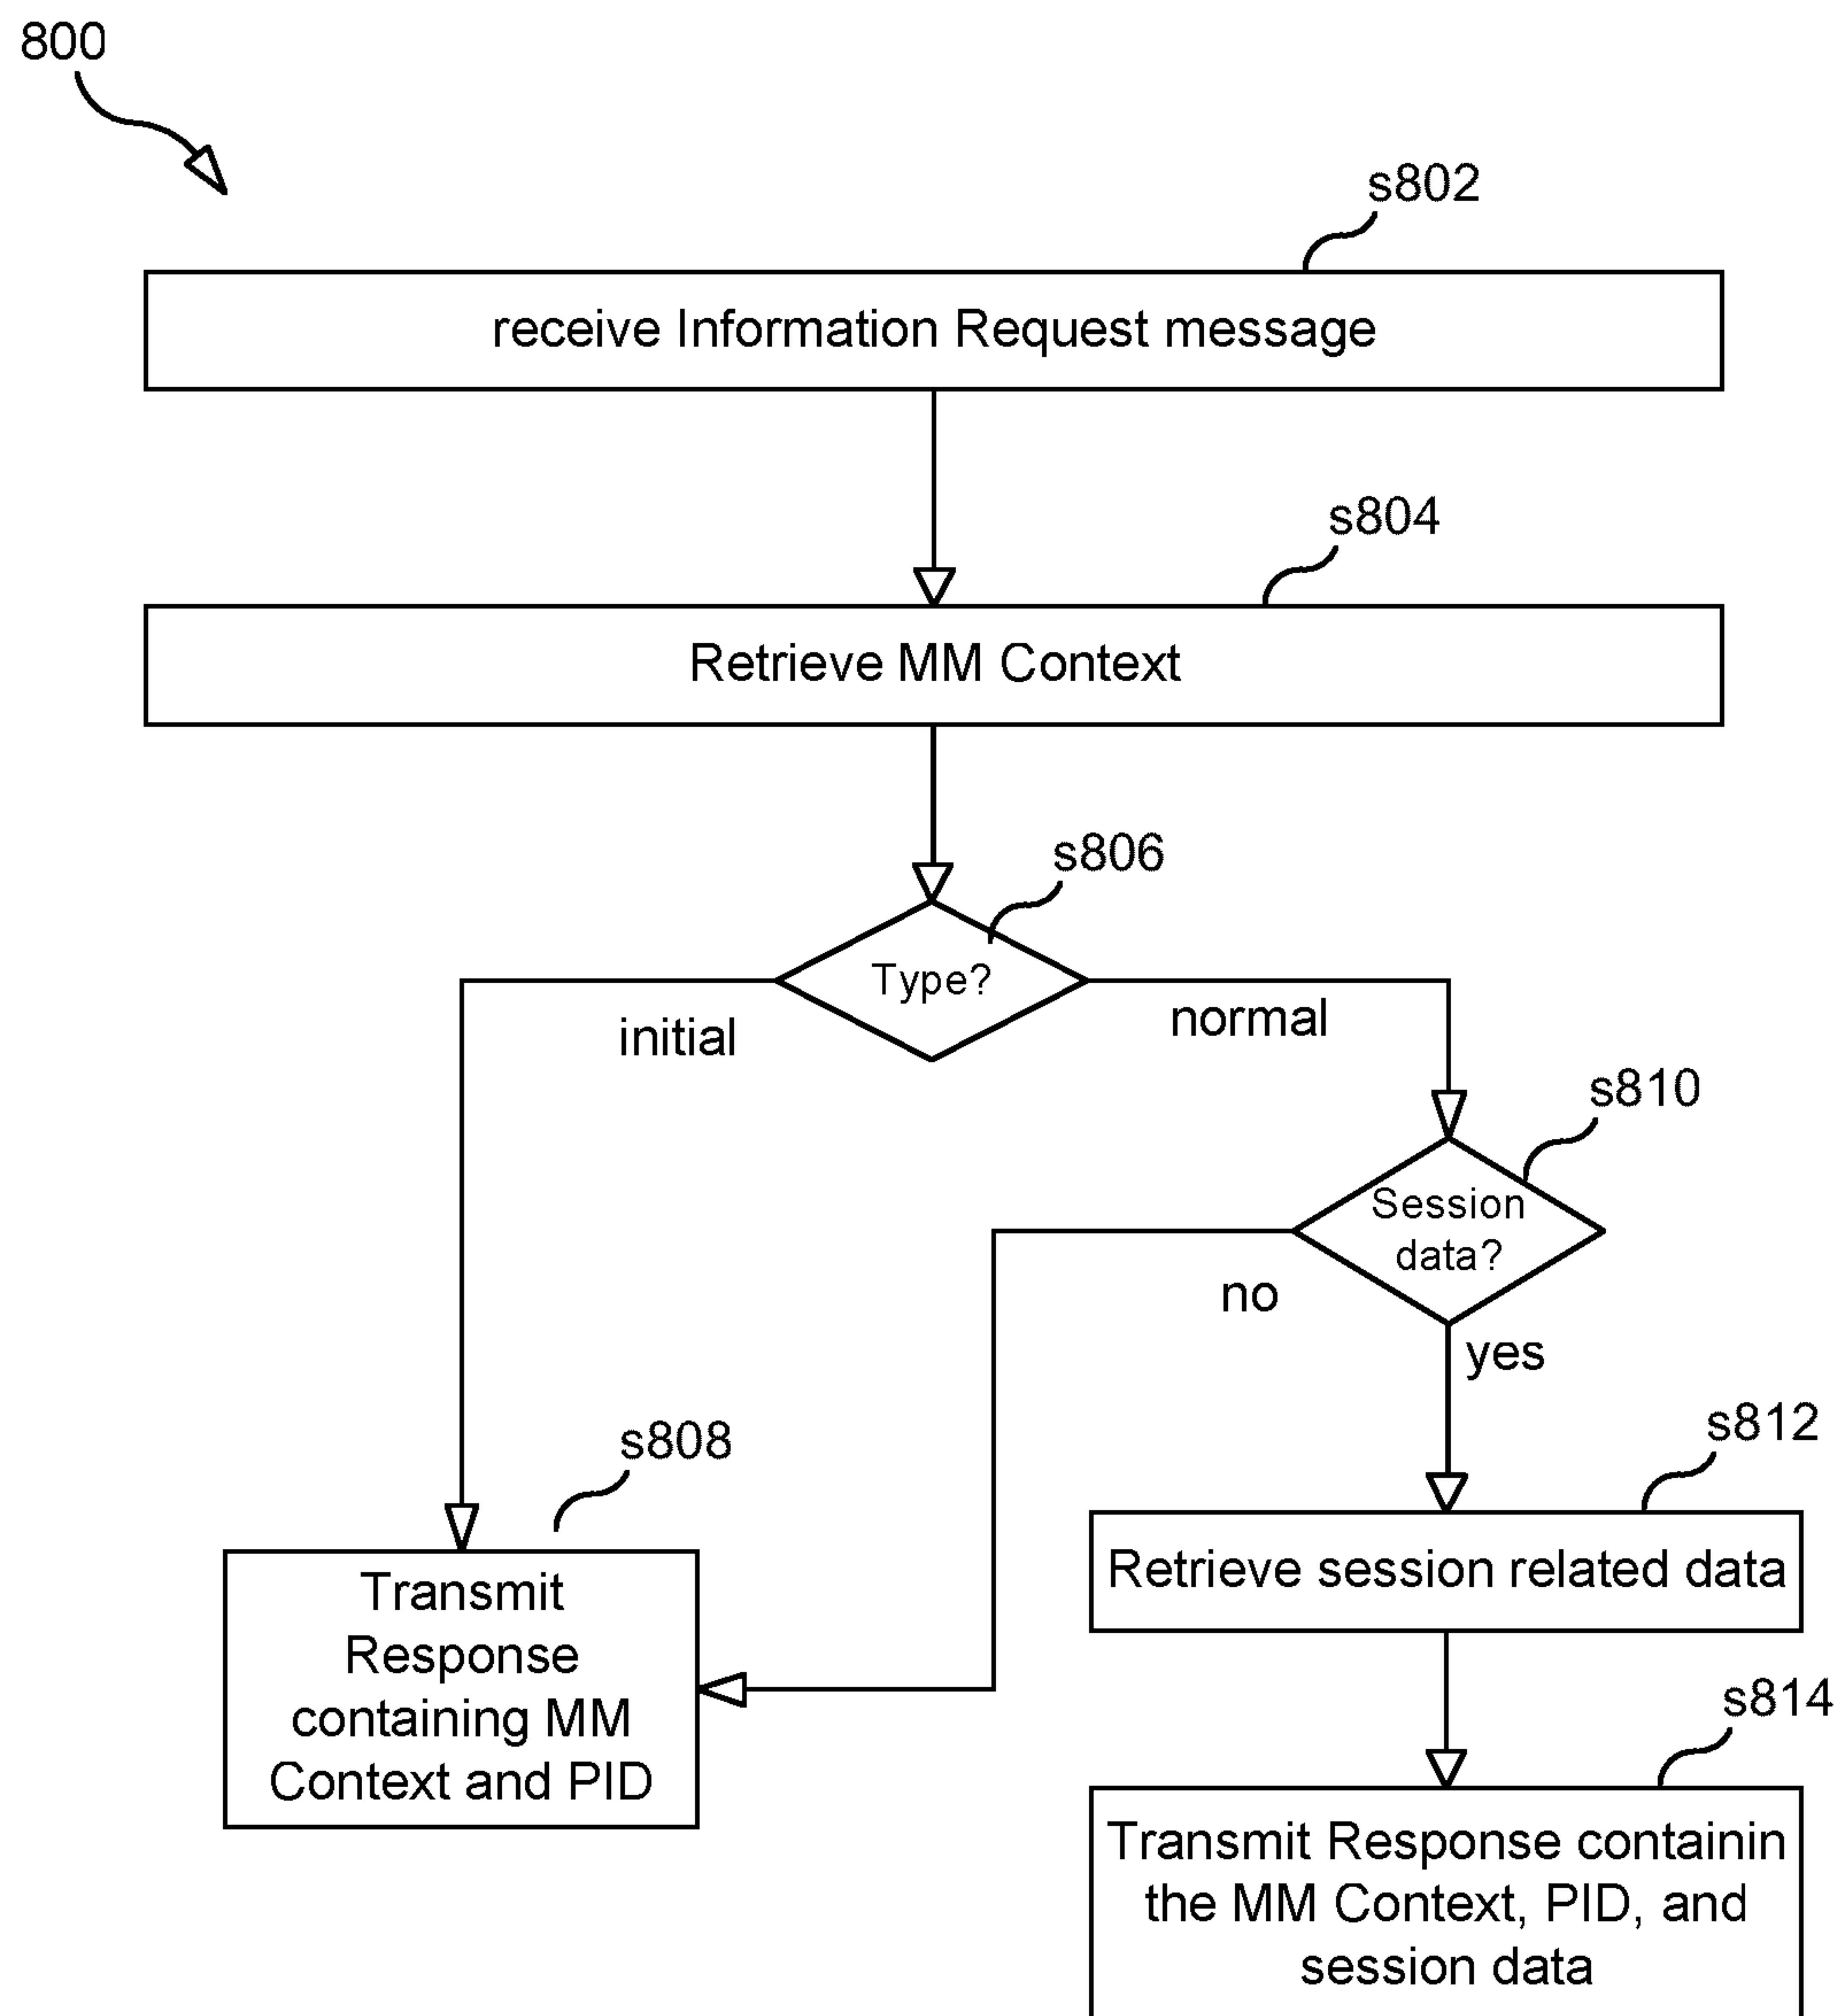 800
s802
receive Information Request message
s804
Retrieve MM Context
s806
Type?
initial
normal
s810
Session
data?
no
yes
s808
s812
Transmit
Response
containing MM
Context and PID
Retrieve session related data
s814
Transmit Response containin
the MM Context, PID, and
session data